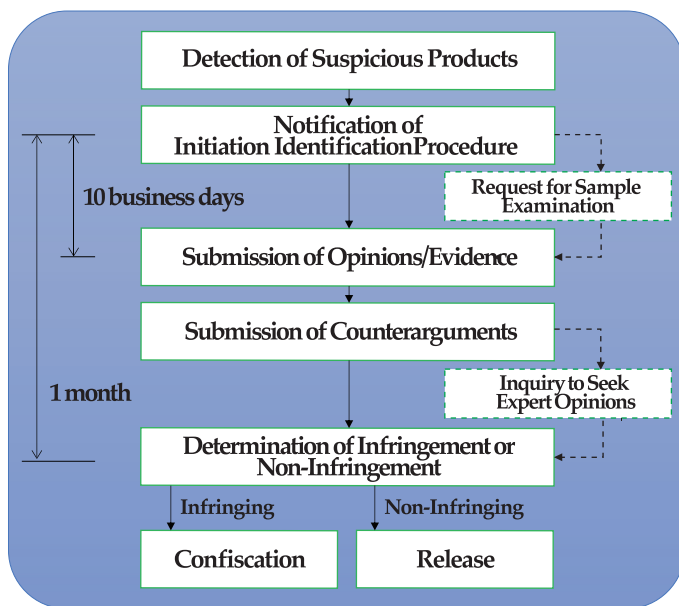 Detection of Suspicious Products
Notification of
Initiation Identification Procedure
Request for Sample
Examination
10 business days
Submission of Opinions/Evidence
Submission of Counterarguments
Inquiry to Seek
Expert Opinions
1 month
Determination of Infringement or
Non-Infringement
Infringing
Non-Infringing
Confiscation
Release